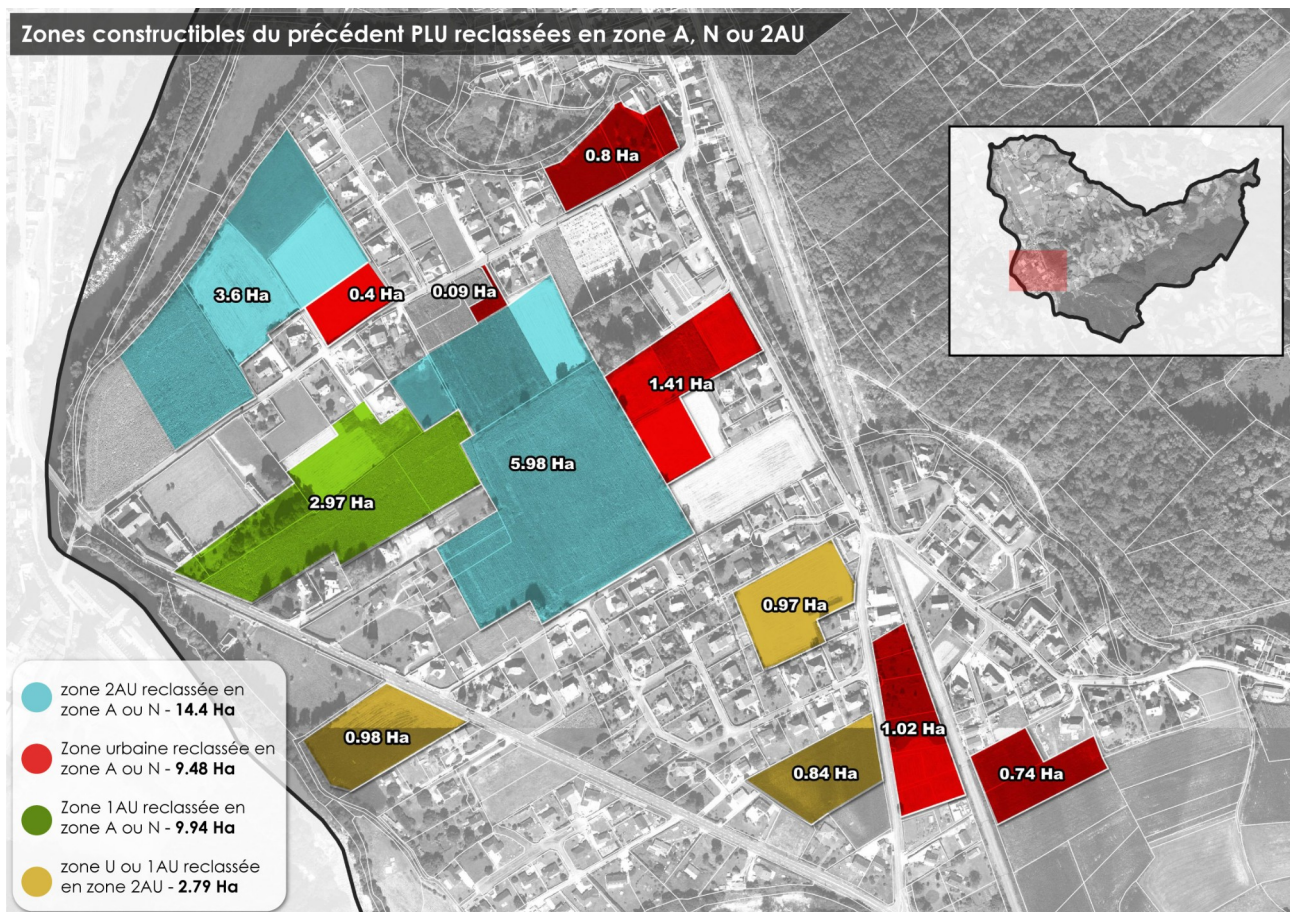 Zones constructibles du précédent PLU reclassées en zone A, N ou 2AU
0.8 Ha
3.6 Ha
0.4 Ha
0.09 Ha
1.41 Ha
5.98 Ha
2.97 Ha
0.97 Ha
0.98 Ha
1.02 Ha
0.84 Ha
0.74 Ha
zone 2AU reclassée en
zone A ou N - 14.4 Ha
Zone urbaine reclassée en
zone A ou N - 9.48 Ha
Zone 1AU reclassée en
zone A ou N - 9.94 Ha
zone U ou 1AU reclassée
en zone 2AU - 2.79 Ha